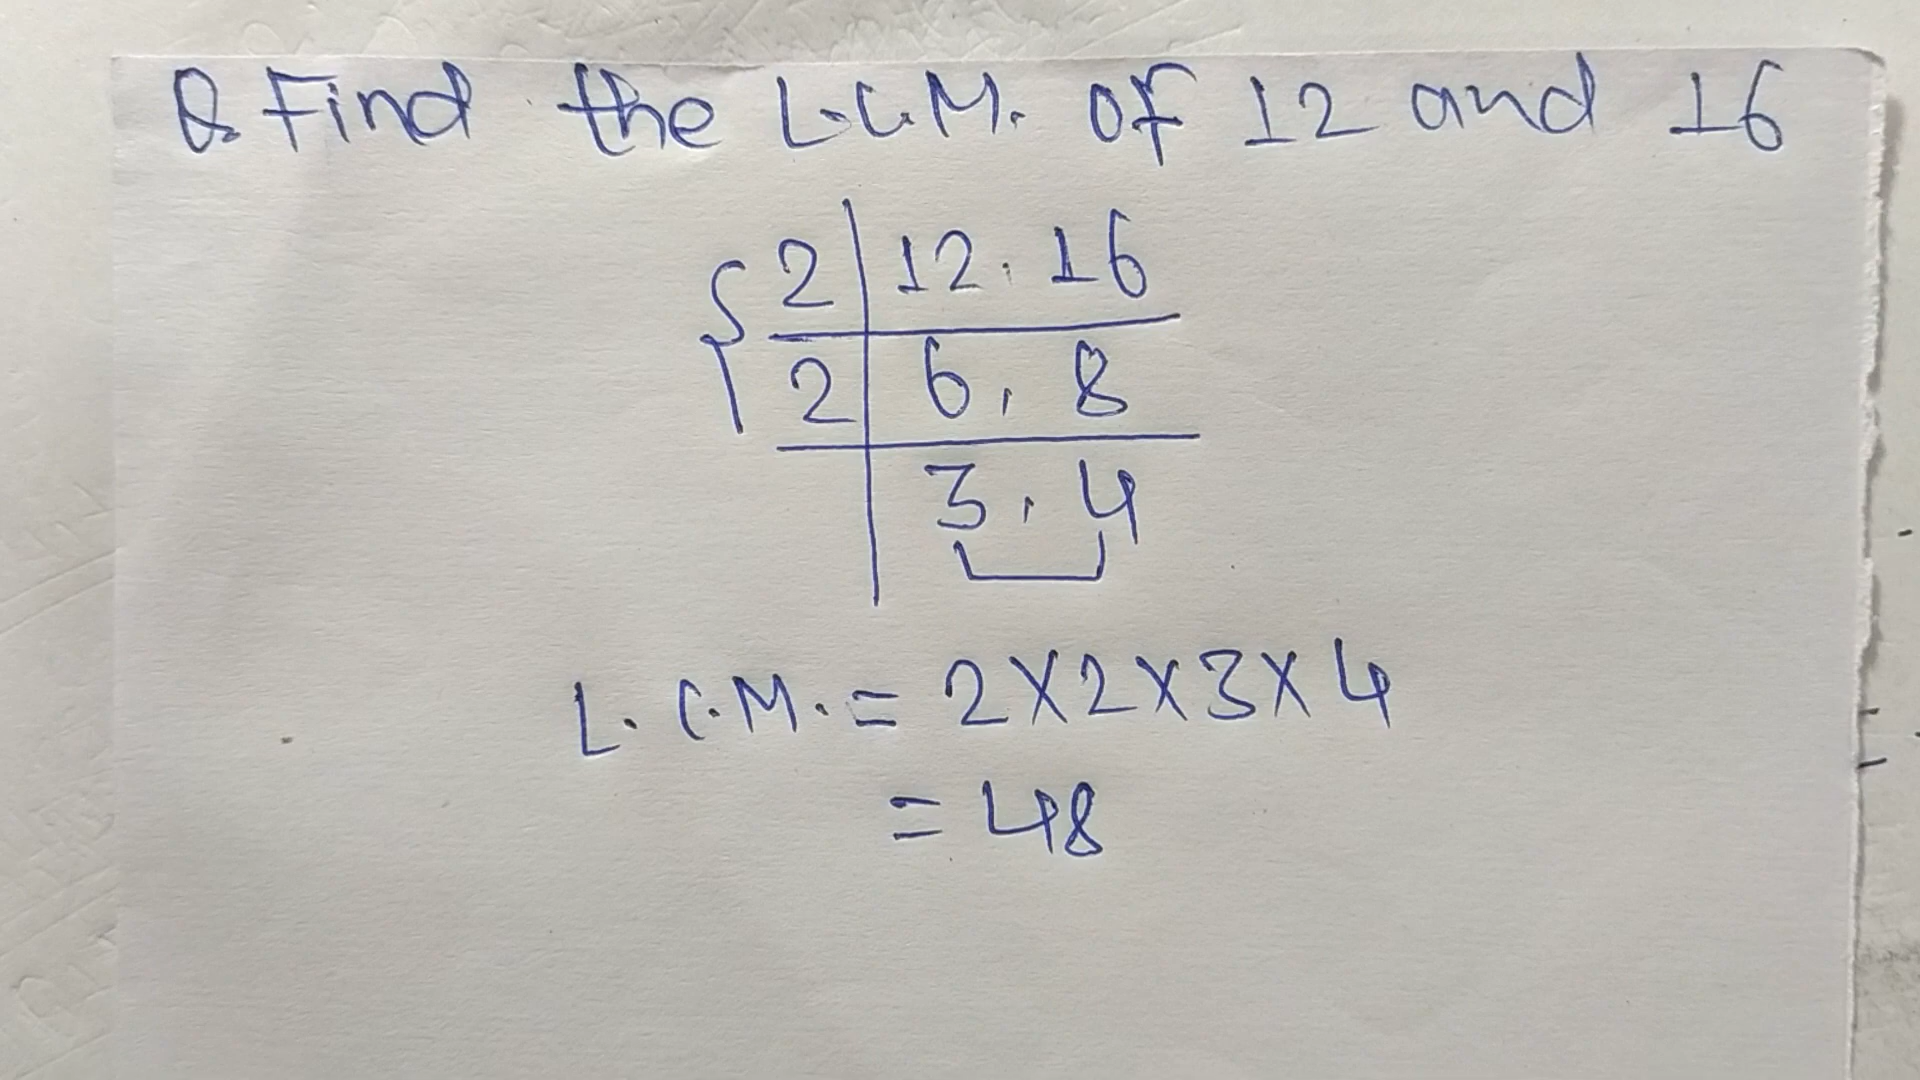 Q. Find the L.C.M. of 12 and 16
2 | 12, 16
2 | 6, 8
3, 4
L.C.M. = 2 X 2 X 3 X 4
= 48